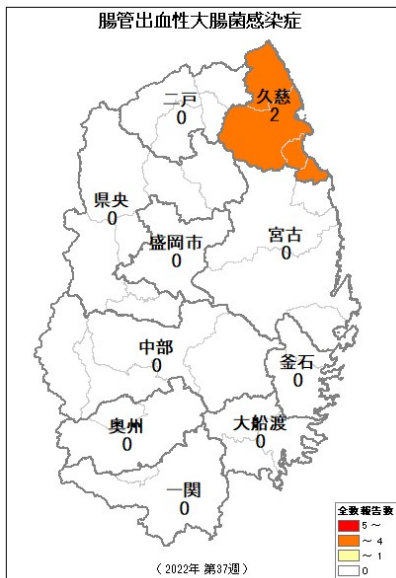 腸管出血性大腸菌感染症
久慈
2
二戸
0
県央
0
盛岡市
0
宮古
0
中部
0
釜石
0
奥州
0
大船渡
0
一関
0
全数報告数
5 ～
～ 4
～ 1
0
( 2022年 第37週 )